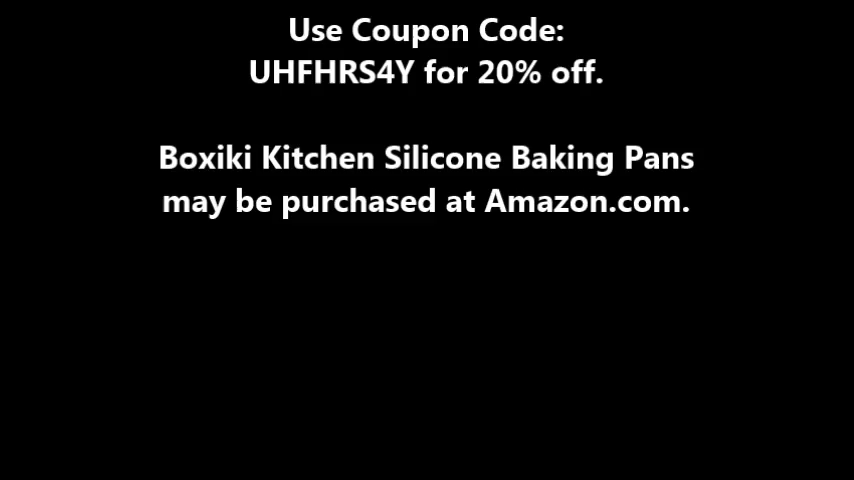 Use Coupon Code:
UHFHRS4Y for 20% off.
Boxiki Kitchen Silicone Baking Pans
may be purchased at Amazon.com.